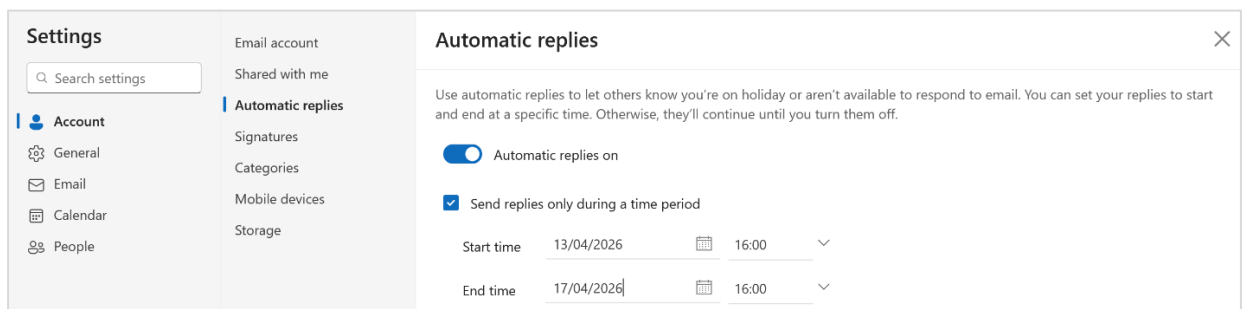 Settings
Search settings
Account
General
Email
Calendar
People
Email account
Shared with me
Automatic replies
Signatures
Categories
Mobile devices
Storage
Automatic replies
Use automatic replies to let others know you're on holiday or aren't available to respond to email. You can set your replies to start
and end at a specific time. Otherwise, they'll continue until you turn them off.
Automatic replies on
Send replies only during a time period
Start time 13/04/2026 16:00
End time 17/04/2026 16:00